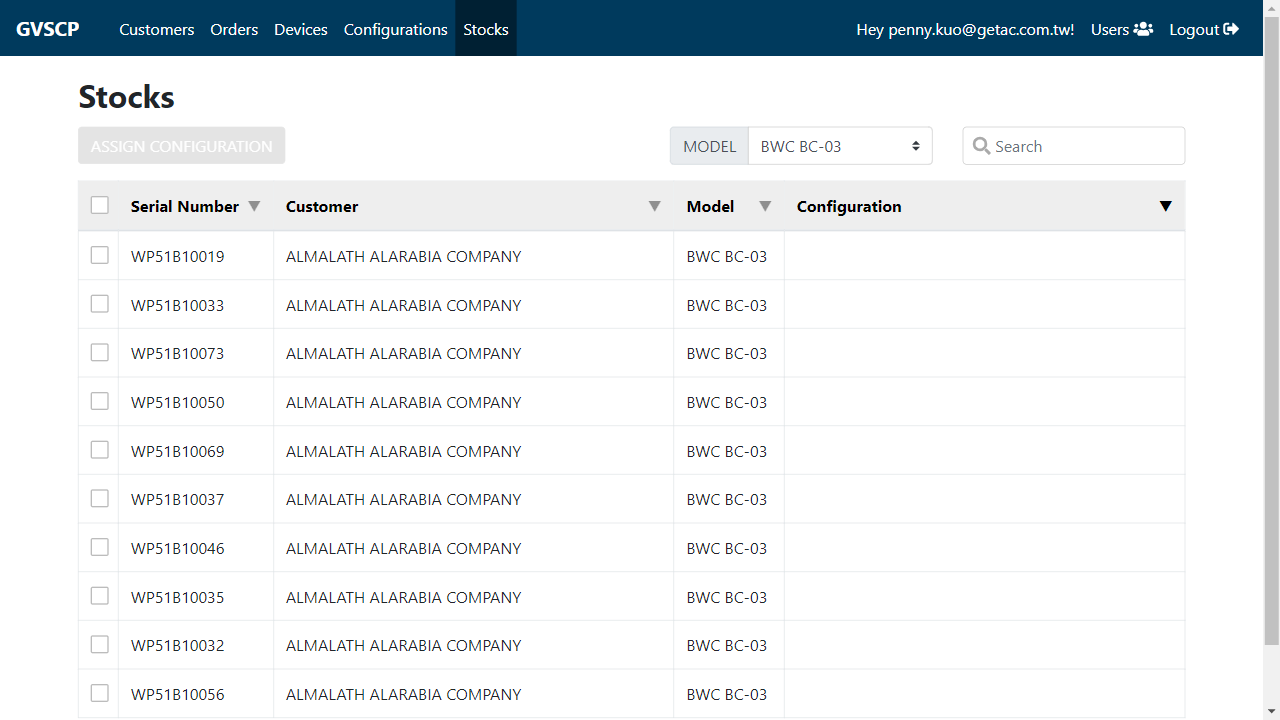 GVSCP Customers Orders Devices Configurations Stocks Hey penny.kuo@getac.com.tw! Users Logout
Stocks
ASSIGN CONFIGURATION MODEL BWC BC-03 Search
Serial Number Customer Model Configuration
WP51B10019 ALMALATH ALARABIA COMPANY BWC BC-03
WP51B10033 ALMALATH ALARABIA COMPANY BWC BC-03
WP51B10073 ALMALATH ALARABIA COMPANY BWC BC-03
WP51B10050 ALMALATH ALARABIA COMPANY BWC BC-03
WP51B10069 ALMALATH ALARABIA COMPANY BWC BC-03
WP51B10037 ALMALATH ALARABIA COMPANY BWC BC-03
WP51B10046 ALMALATH ALARABIA COMPANY BWC BC-03
WP51B10035 ALMALATH ALARABIA COMPANY BWC BC-03
WP51B10032 ALMALATH ALARABIA COMPANY BWC BC-03
WP51B10056 ALMALATH ALARABIA COMPANY BWC BC-03